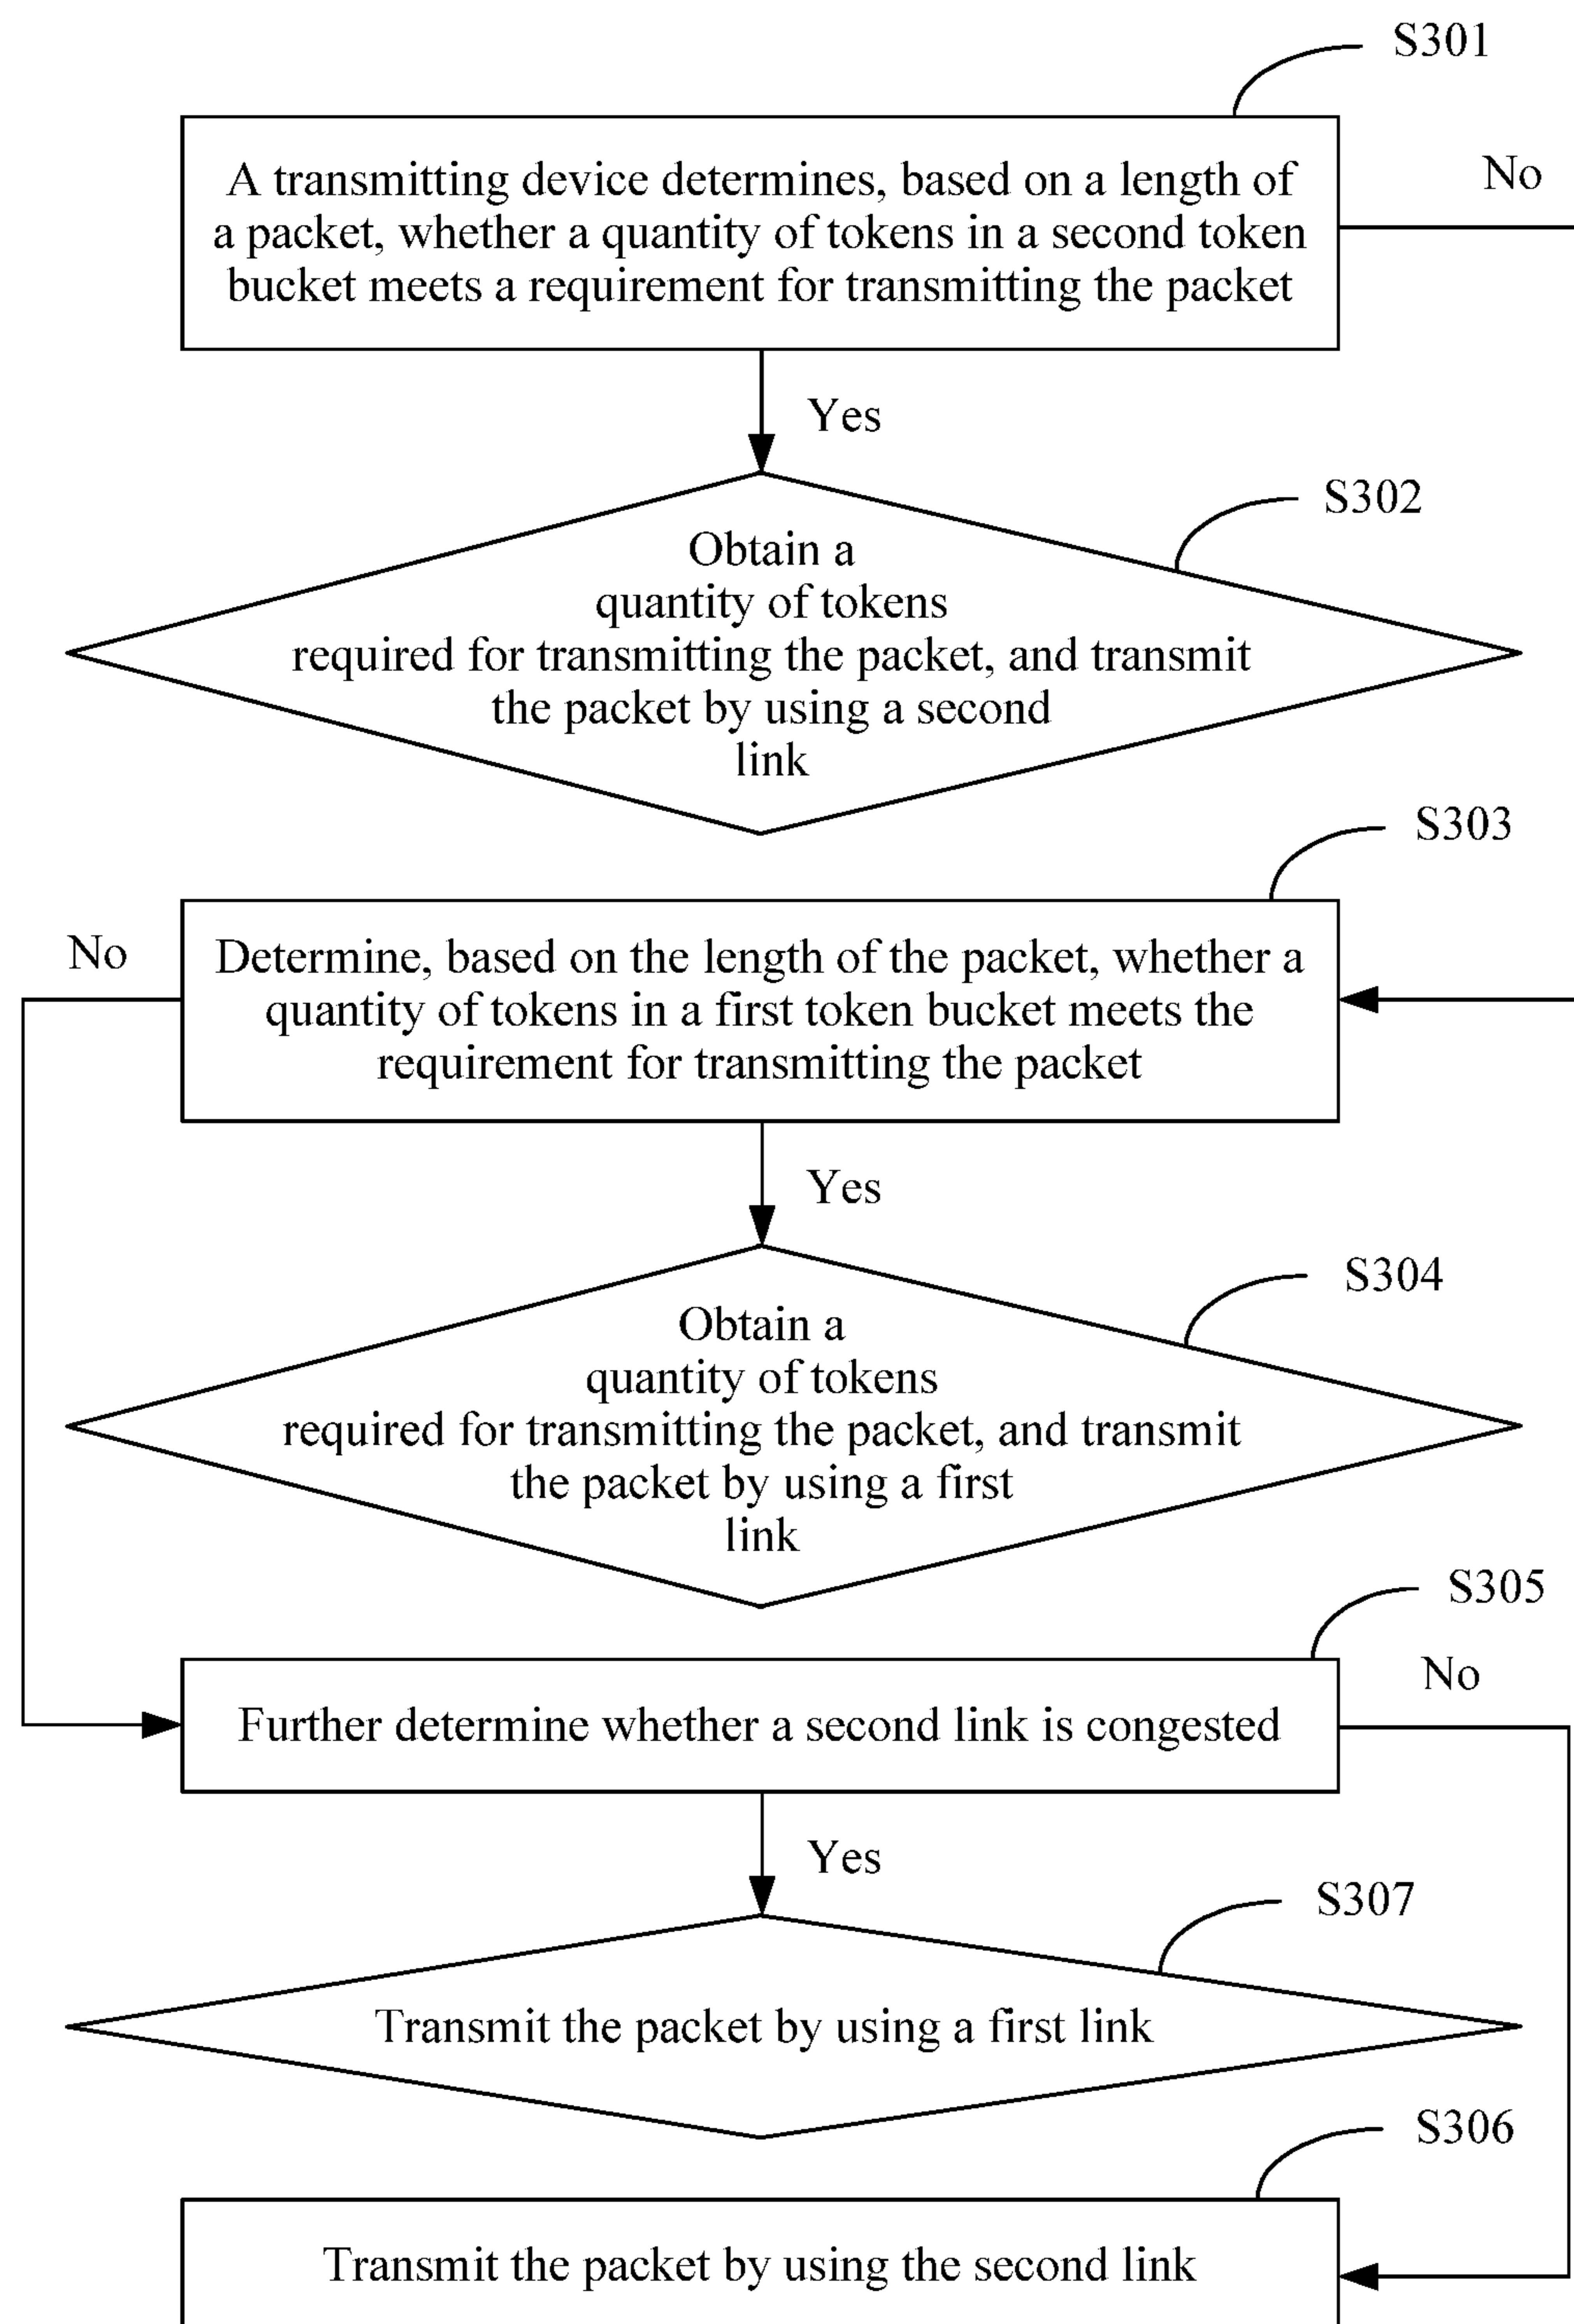 S301
A transmitting device determines, based on a length of
a packet, whether a quantity of tokens in a second token
bucket meets a requirement for transmitting the packet
No
Yes
S302
Obtain a
quantity of tokens
required for transmitting the packet, and transmit
the packet by using a second
link
S303
No
Determine, based on the length of the packet, whether a
quantity of tokens in a first token bucket meets the
requirement for transmitting the packet
Yes
S304
Obtain a
quantity of tokens
required for transmitting the packet, and transmit
the packet by using a first
link
S305
No
Further determine whether a second link is congested
Yes
S307
Transmit the packet by using a first link
S306
Transmit the packet by using the second link